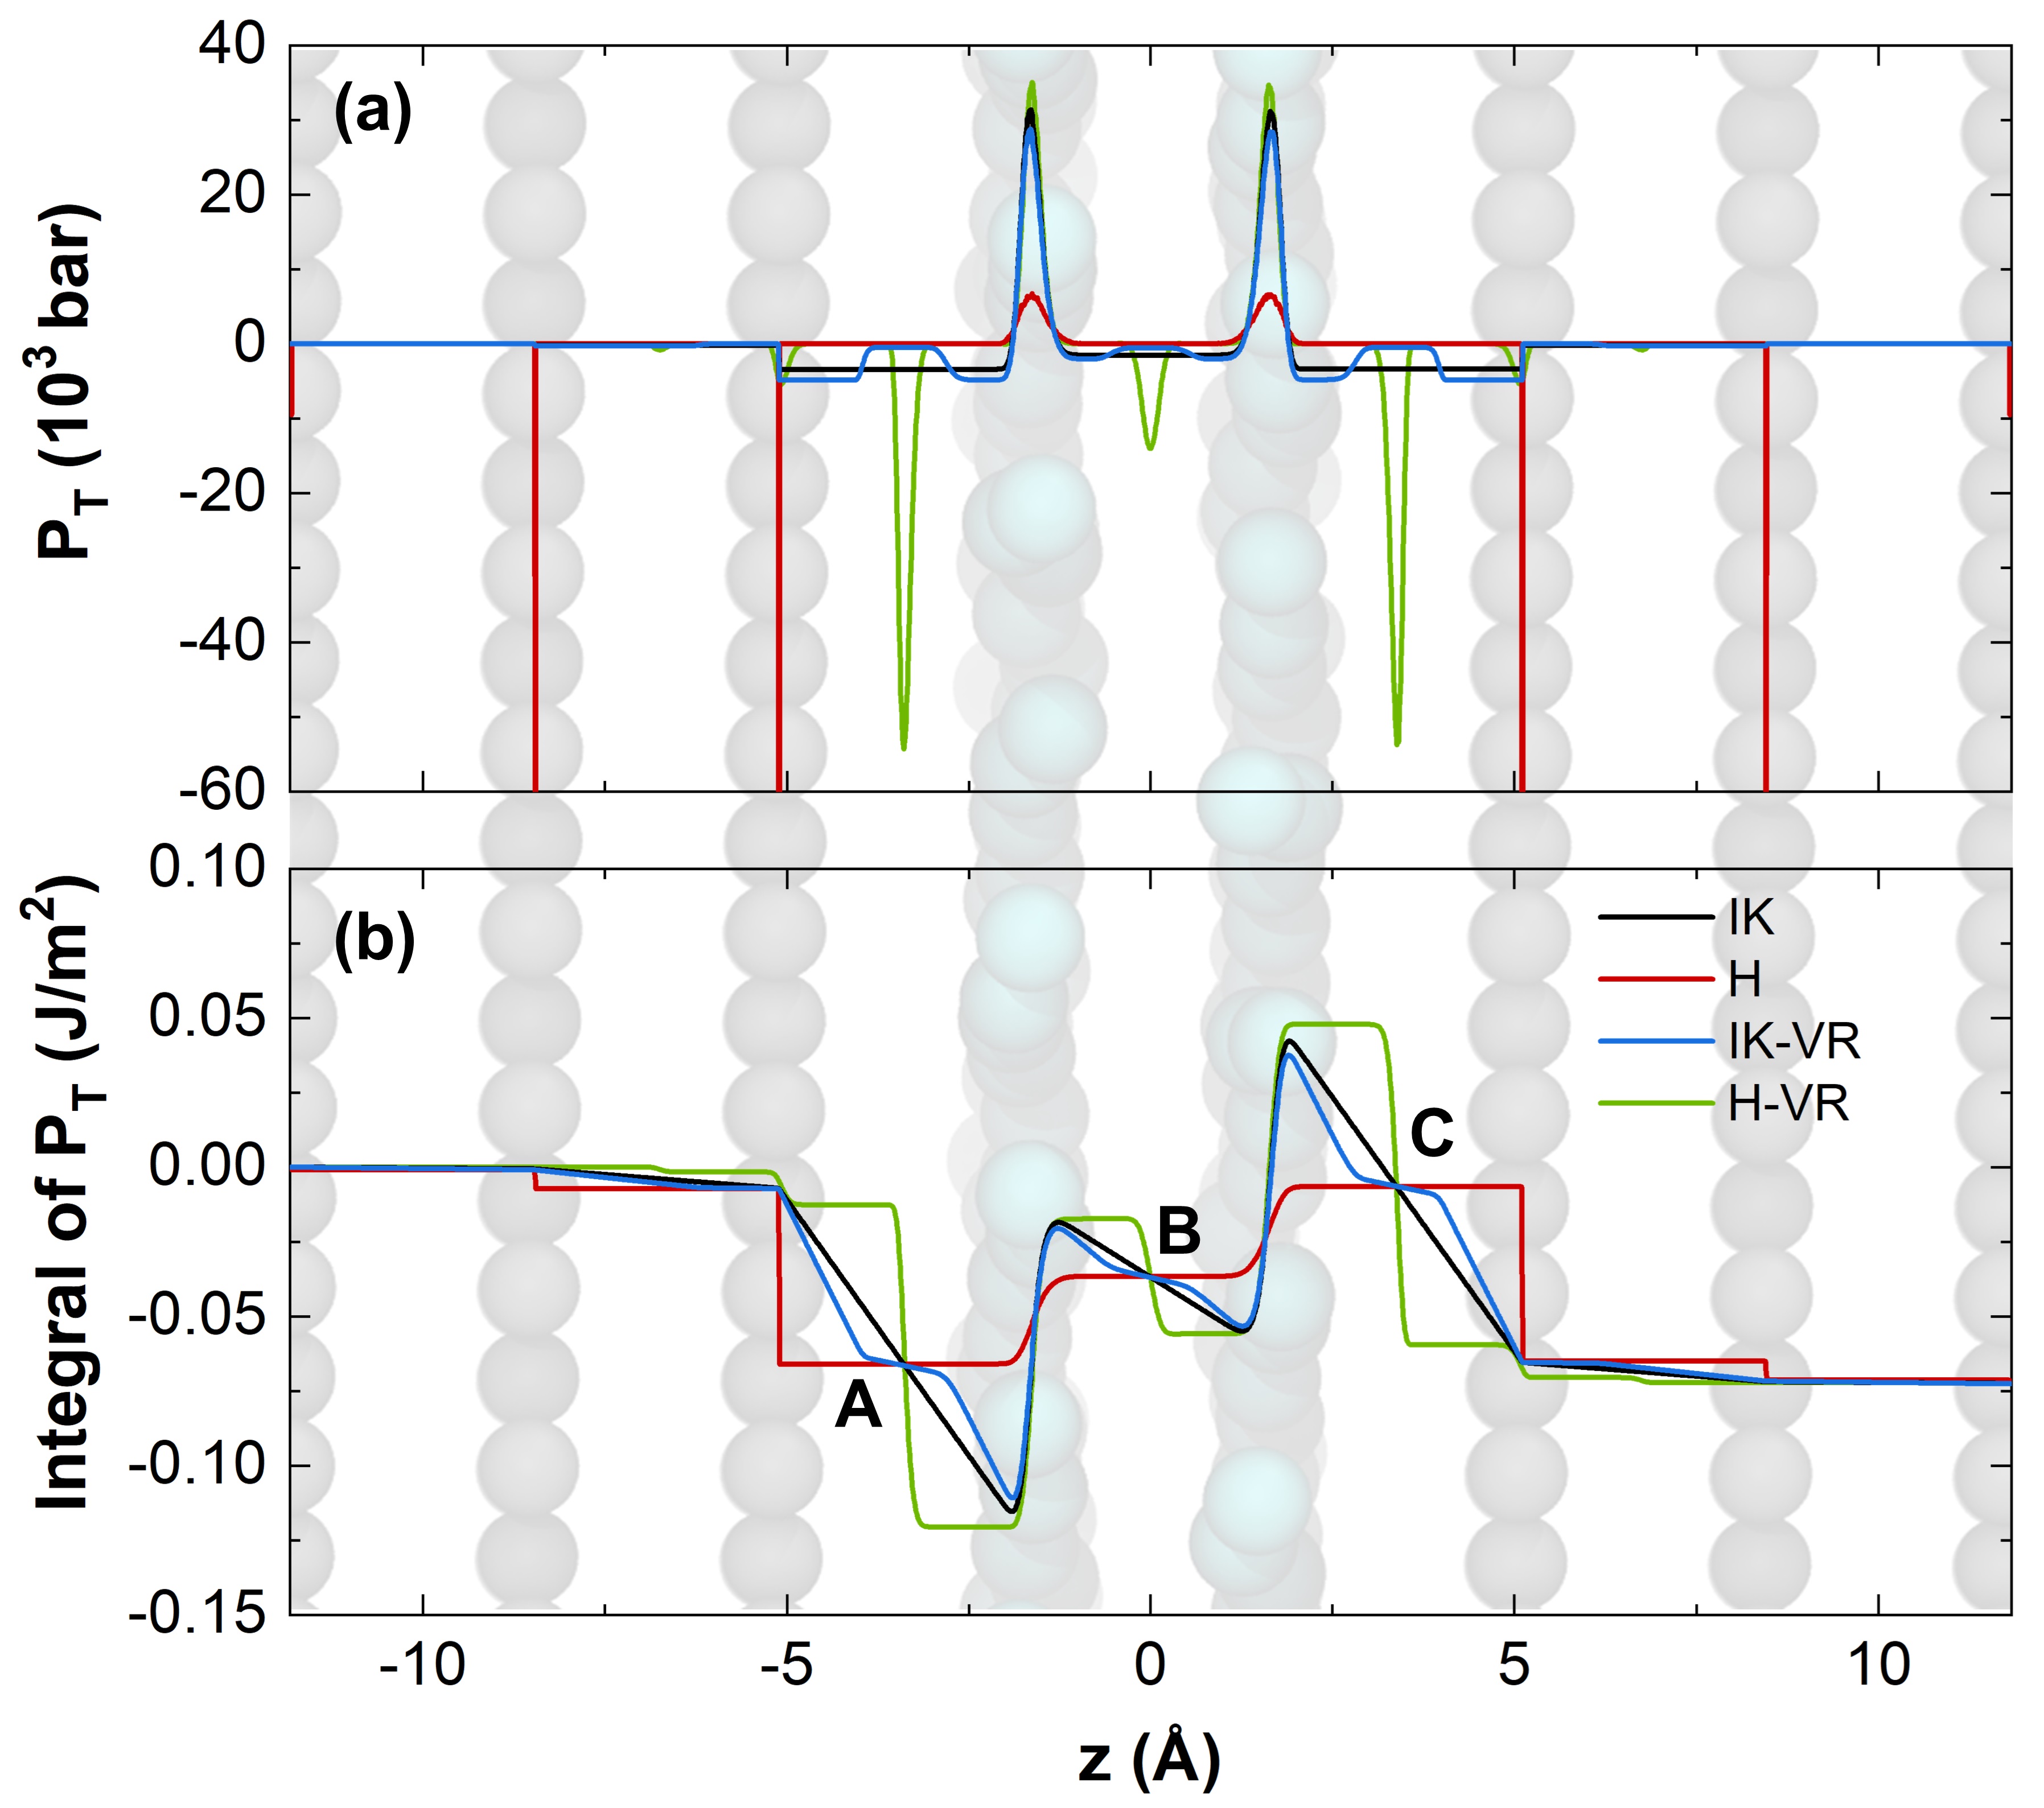 (a)
P_T (10^3 bar)
40
20
0
-20
-40
-60
(b)
Integral of P_T (J/m^2)
0.10
0.05
0.00
-0.05
-0.10
-0.15
IK
H
IK-VR
H-VR
A
B
C
-10 -5 0 5 10
z (Å)